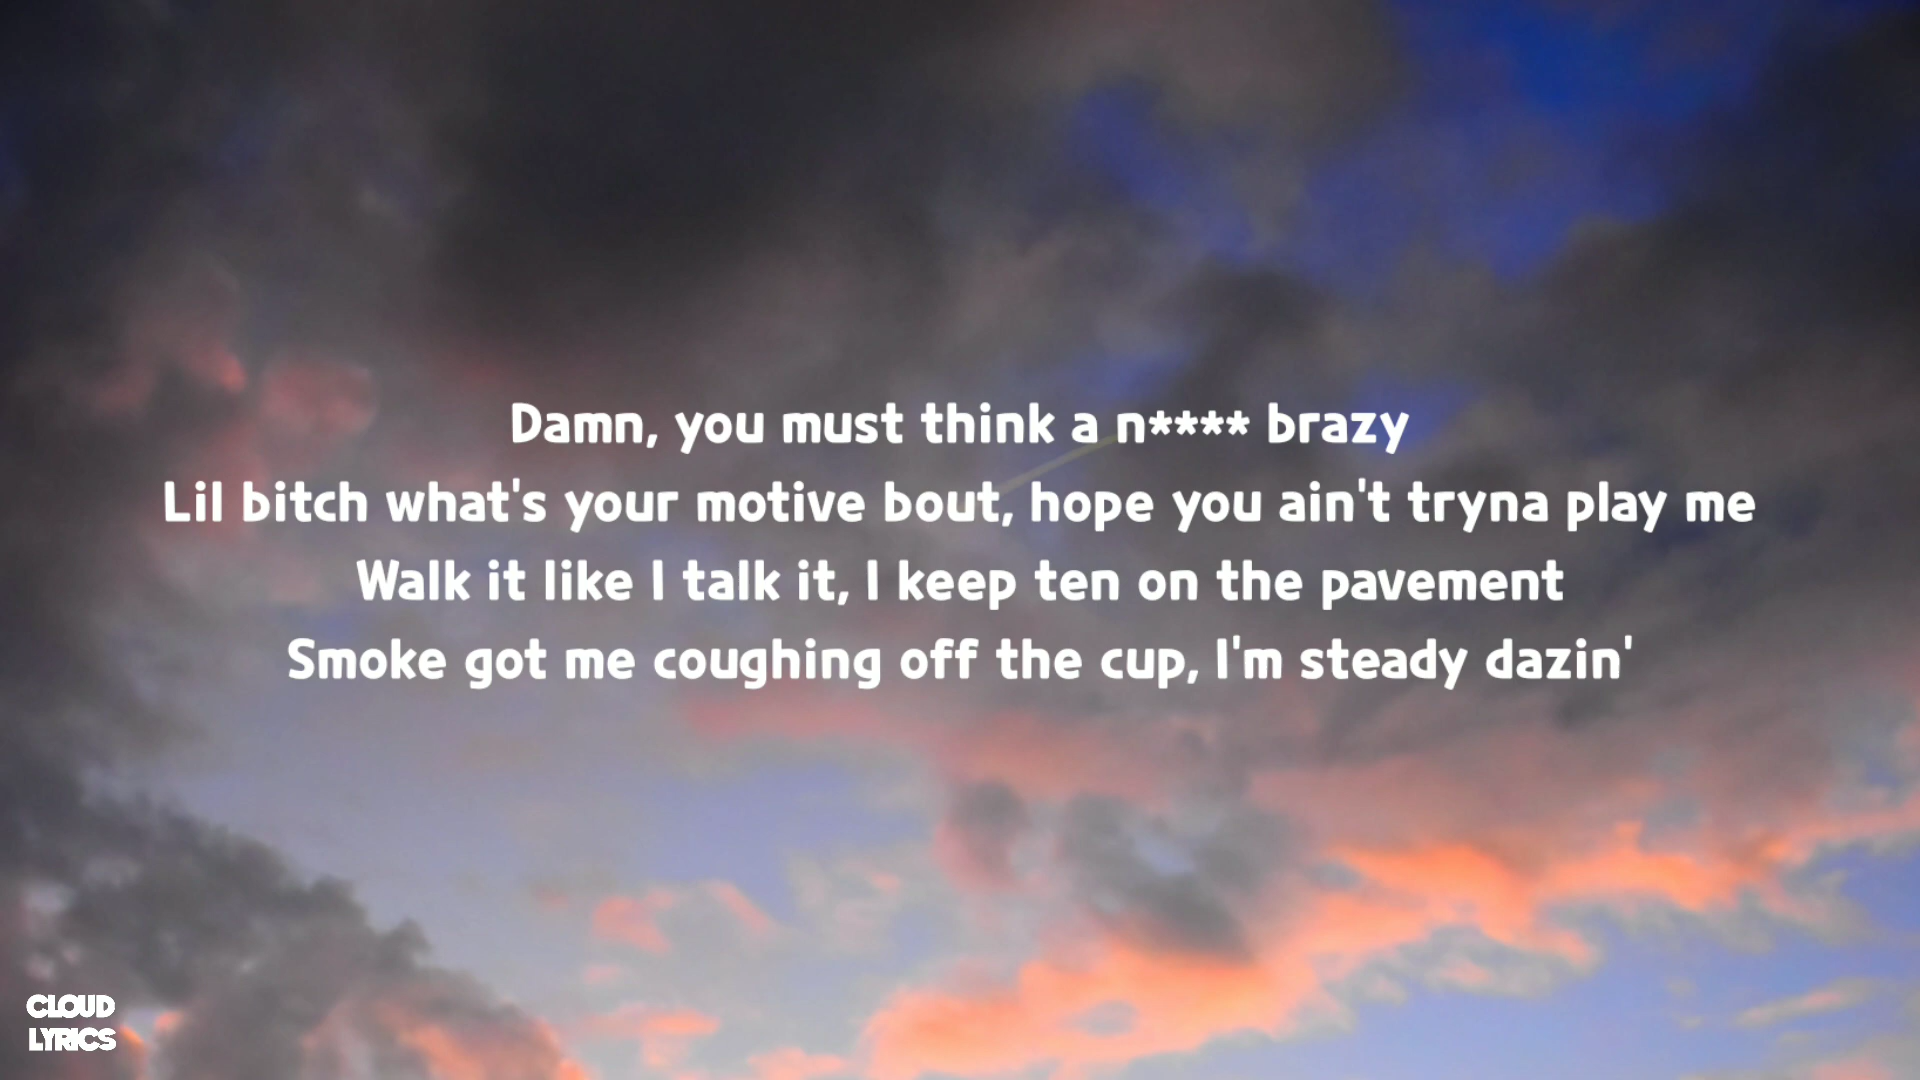 Damn, you must think a n**** brazy
Lil bitch what's your motive bout, hope you ain't tryna play me
Walk it like I talk it, I keep ten on the pavement
Smoke got me coughing off the cup, I'm steady dazin'
CLOUD
LYRICS